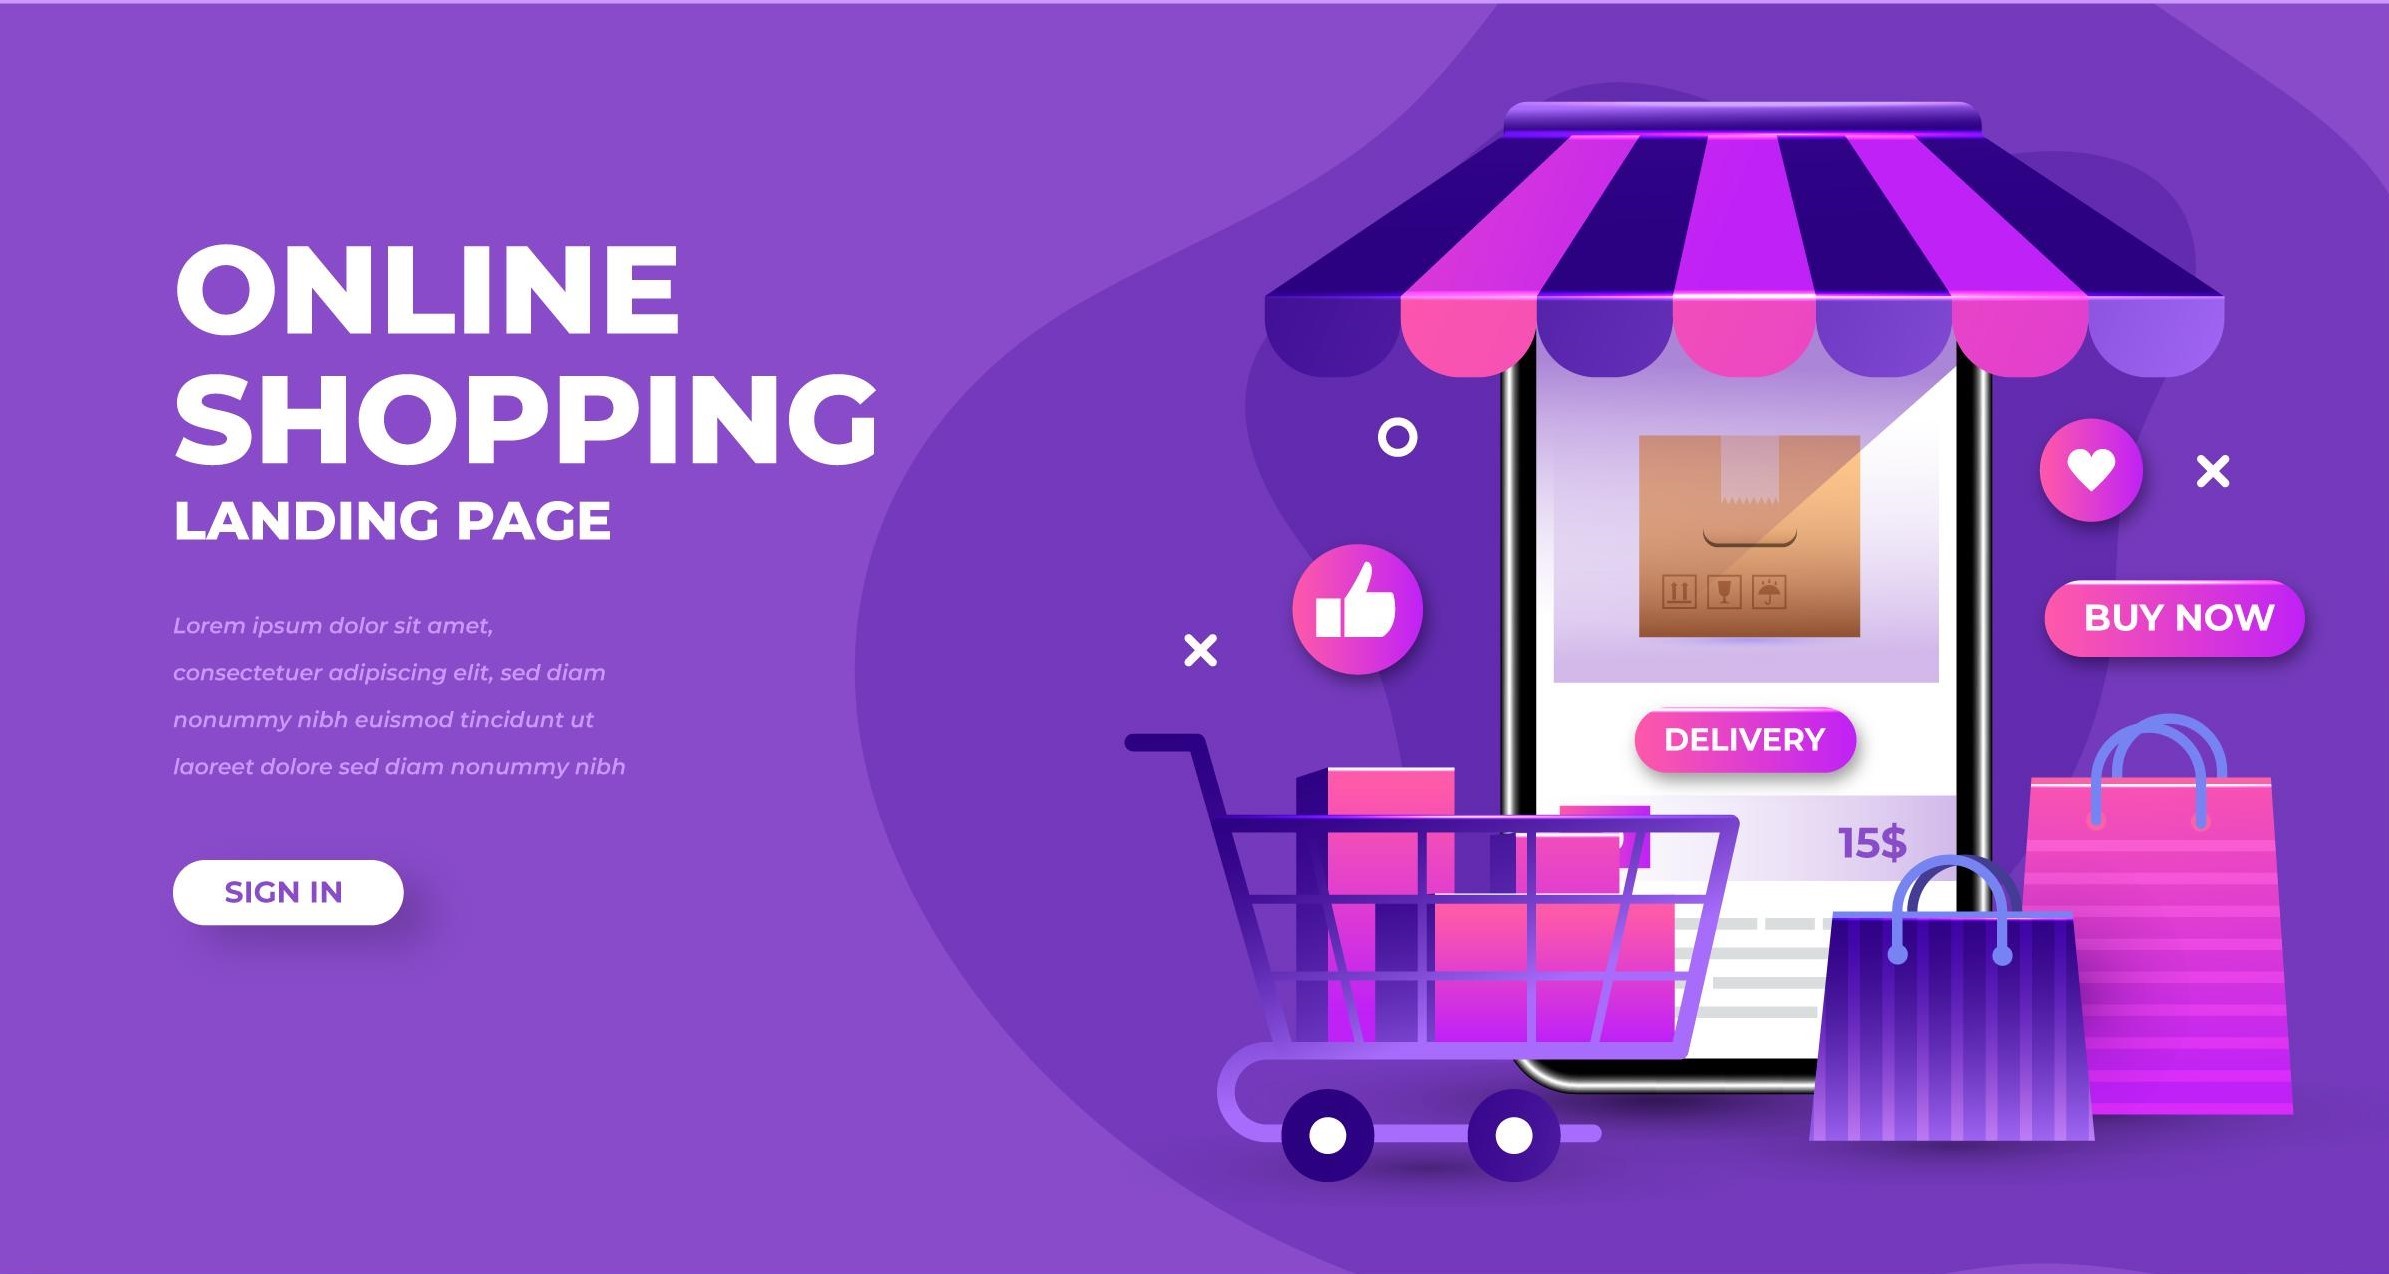 ONLINE
SHOPPING
LANDING PAGE
Lorem ipsum dolor sit amet,
consectetuer adipiscing elit, sed diam
nonummy nibh euismod tincidunt ut
laoreet dolore sed diam nonummy nibh
SIGN IN
BUY NOW
DELIVERY
15$